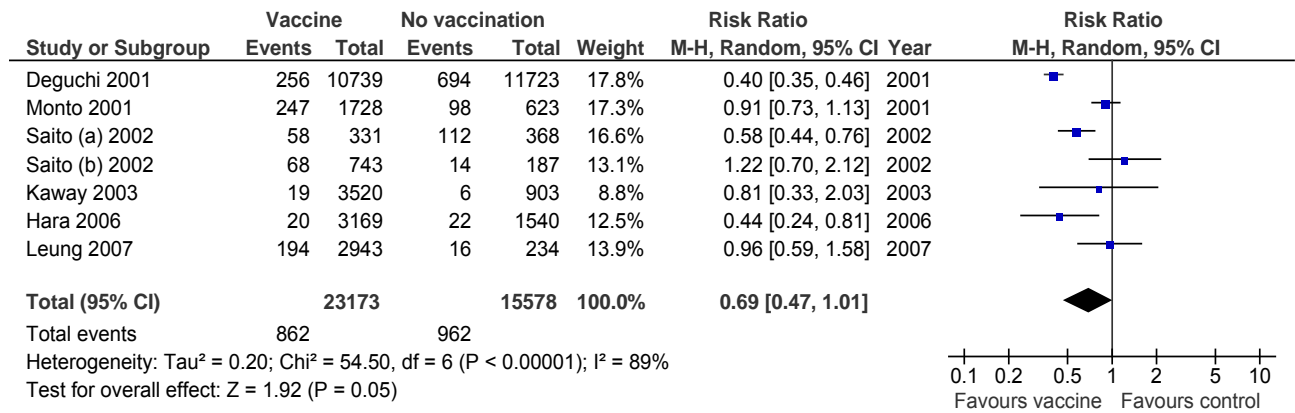 Vaccine No vaccination Risk Ratio Risk Ratio
Study or Subgroup Events Total Events Total Weight M-H, Random, 95% CI Year M-H, Random, 95% CI
Deguchi 2001 256 10739 694 11723 17.8% 0.40 [0.35, 0.46] 2001
Monto 2001 247 1728 98 623 17.3% 0.91 [0.73, 1.13] 2001
Saito (a) 2002 58 331 112 368 16.6% 0.58 [0.44, 0.76] 2002
Saito (b) 2002 68 743 14 187 13.1% 1.22 [0.70, 2.12] 2002
Kaway 2003 19 3520 6 903 8.8% 0.81 [0.33, 2.03] 2003
Hara 2006 20 3169 22 1540 12.5% 0.44 [0.24, 0.81] 2006
Leung 2007 194 2943 16 234 13.9% 0.96 [0.59, 1.58] 2007
Total (95% CI) 23173 15578 100.0% 0.69 [0.47, 1.01]
Total events 862 962
Heterogeneity: Tau² = 0.20; Chi² = 54.50, df = 6 (P < 0.00001); I² = 89%
Test for overall effect: Z = 1.92 (P = 0.05)
0.1 0.2 0.5 1 2 5 10
Favours vaccine Favours control